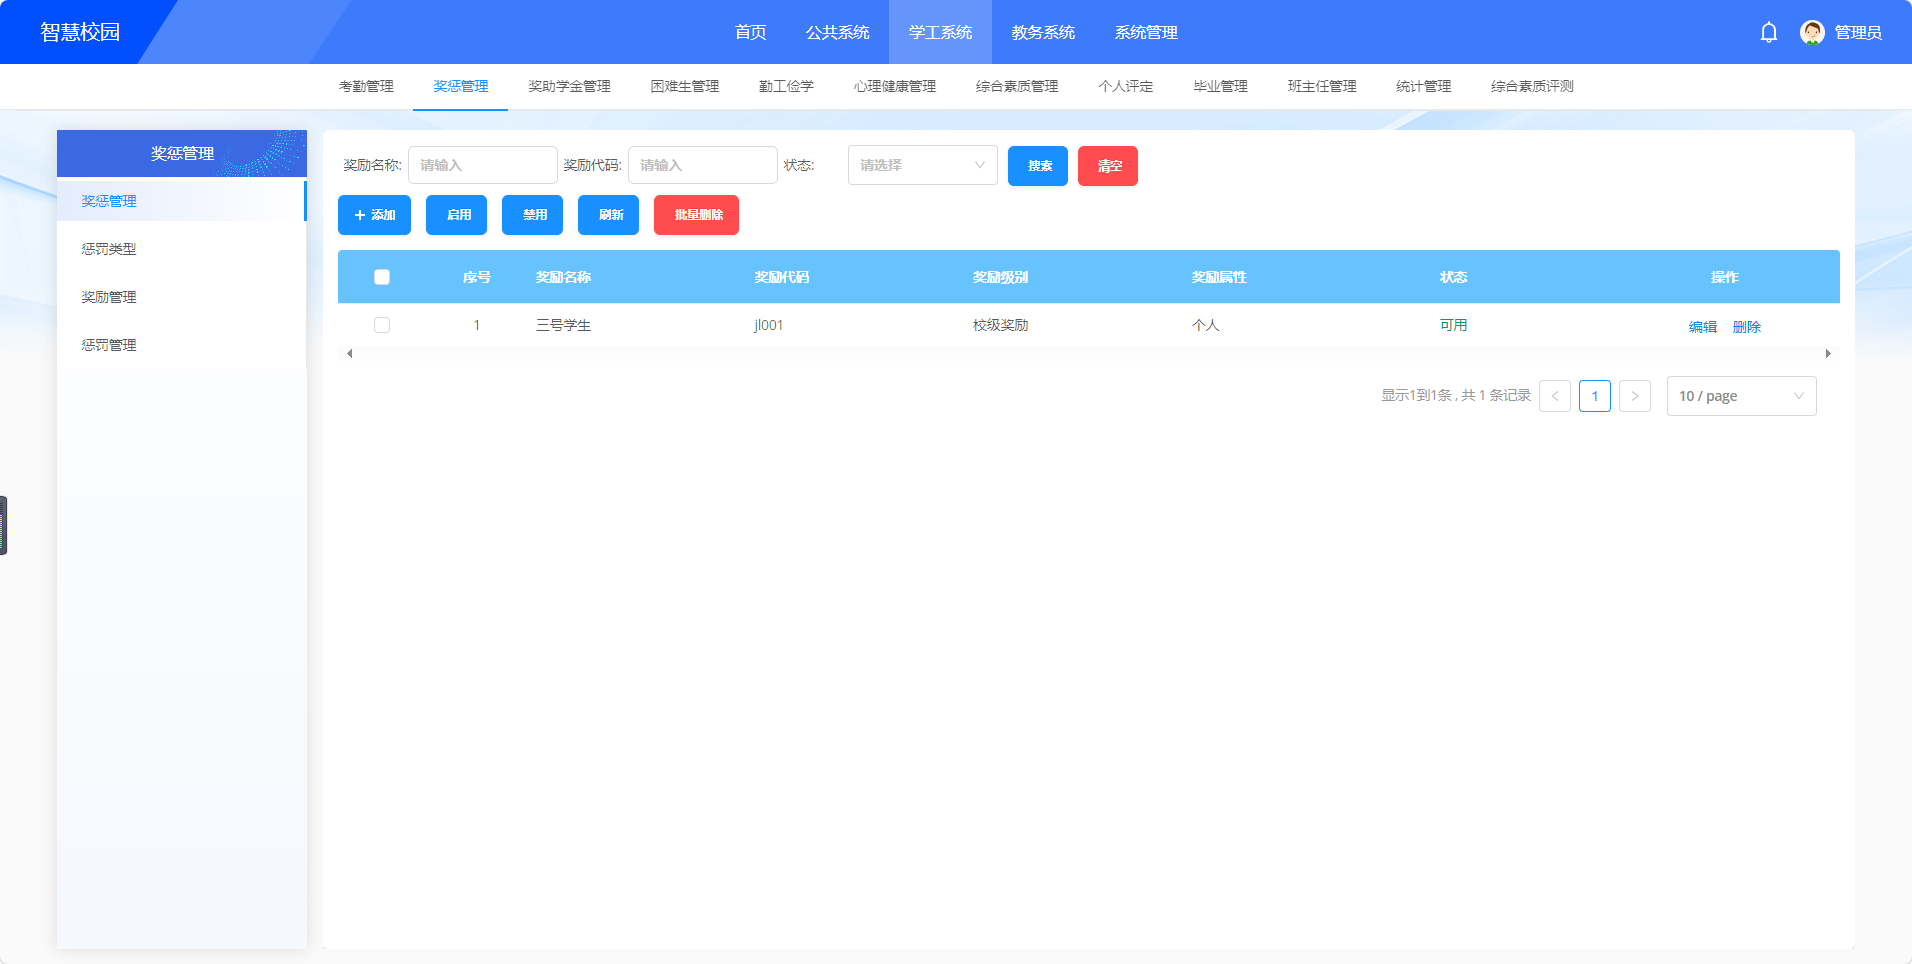 智慧校园
首页 公共系统 学工系统 教务系统 系统管理
管理员
考勤管理 奖惩管理 奖助学金管理 困难生管理 勤工俭学 心理健康管理 综合素质管理 个人评定 毕业管理 班主任管理 统计管理 综合素质评测
奖惩管理
奖惩管理
惩罚类型
奖励管理
惩罚管理
奖励名称: 请输入 奖励代码: 请输入 状态: 请选择 搜索 清空
添加 启用 禁用 刷新 批量删除
序号 奖励名称 奖励代码 奖励级别 奖励属性 状态 操作
1 三号学生 jl001 校级奖励 个人 可用 编辑 删除
显示1到1条 , 共 1 条记录 < 1 > 10 / page